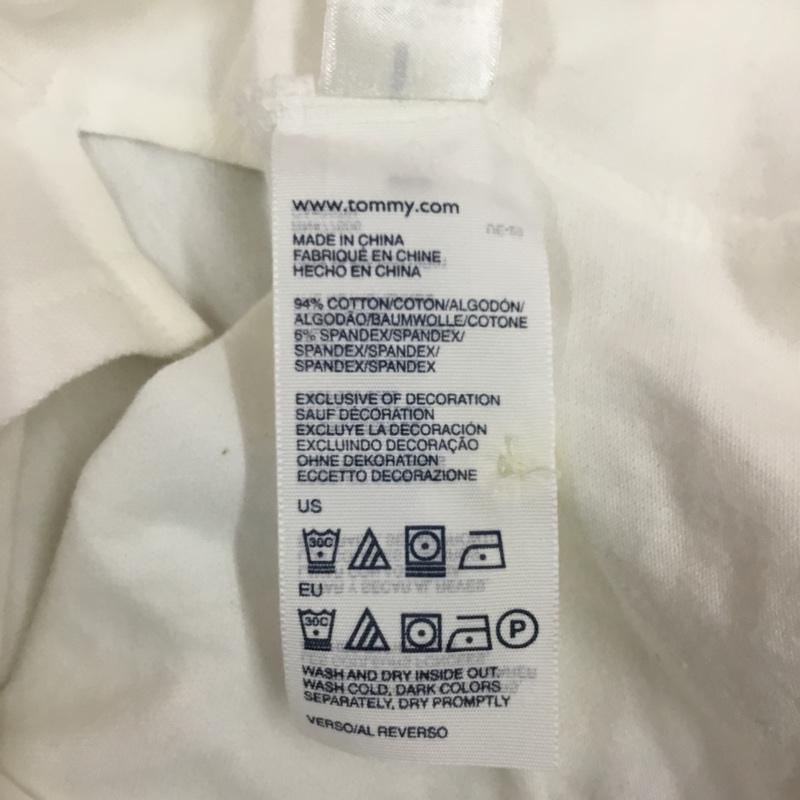 www.tommy.com
MADE IN CHINA
FABRIQUÉ EN CHINE
HECHO EN CHINA
94% COTTON/COTON/ALGODÓN/
ALGODÃO/BAUMWOLLE/COTONE
6% SPANDEX/SPANDEX/
SPANDEX/SPANDEX/
SPANDEX/SPANDEX
EXCLUSIVE OF DECORATION
SAUF DÉCORATION
EXCLUYE LA DECORACIÓN
EXCLUINDO DECORAÇÃO
OHNE DEKORATION
ECCETTO DECORAZIONE
US
30C
EU
30C P
WASH AND DRY INSIDE OUT.
WASH COLD, DARK COLORS
SEPARATELY, DRY PROMPTLY
VERSO/AL REVERSO